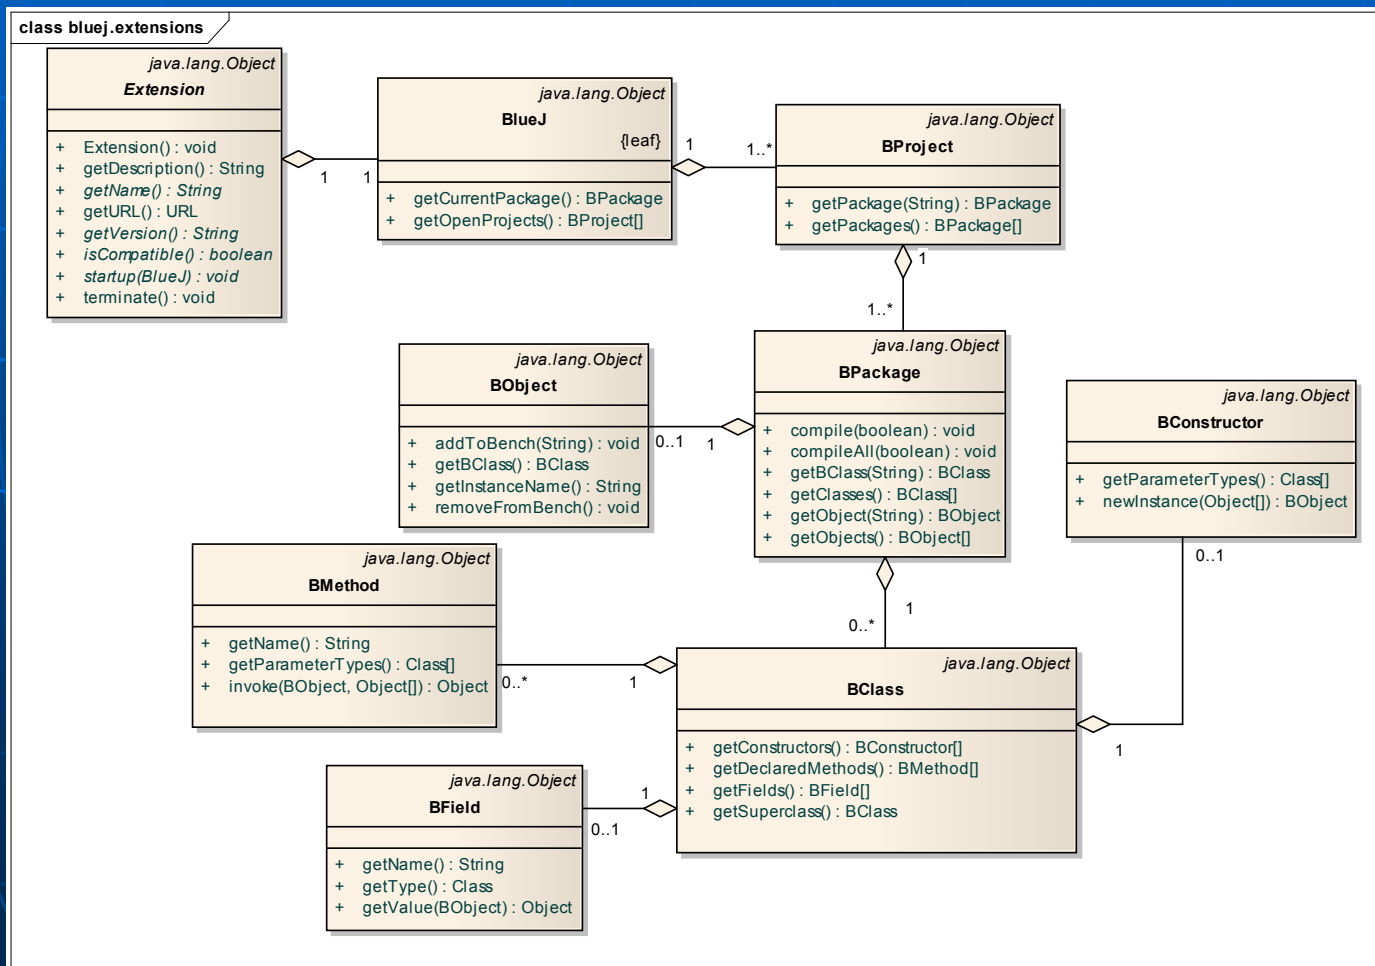 class bluej.extensions
java.lang.Object
Extension
+ Extension() : void
+ getDescription() : String
+ getName() : String
+ getURL() : URL
+ getVersion() : String
+ isCompatible() : boolean
+ startup(BlueJ) : void
+ terminate() : void
1
1
java.lang.Object
BlueJ
{leaf}
+ getCurrentPackage() : BPackage
+ getOpenProjects() : BProject[]
1
1..*
java.lang.Object
BProject
+ getPackage(String) : BPackage
+ getPackages() : BPackage[]
1
1..*
java.lang.Object
BObject
+ addToBench(String) : void
+ getBClass() : BClass
+ getInstanceName() : String
+ removeFromBench() : void
0..1
1
java.lang.Object
BPackage
+ compile(boolean) : void
+ compileAll(boolean) : void
+ getBClass(String) : BClass
+ getClasses() : BClass[]
+ getObject(String) : BObject
+ getObjects() : BObject[]
1
0..*
java.lang.Object
BConstructor
+ getParameterTypes() : Class[]
+ newInstance(Object[]) : BObject
0..1
1
java.lang.Object
BMethod
+ getName() : String
+ getParameterTypes() : Class[]
+ invoke(BObject, Object[]) : Object
0..*
1
java.lang.Object
BClass
+ getConstructors() : BConstructor[]
+ getDeclaredMethods() : BMethod[]
+ getFields() : BField[]
+ getSuperclass() : BClass
java.lang.Object
BField
+ getName() : String
+ getType() : Class
+ getValue(BObject) : Object
1
0..1